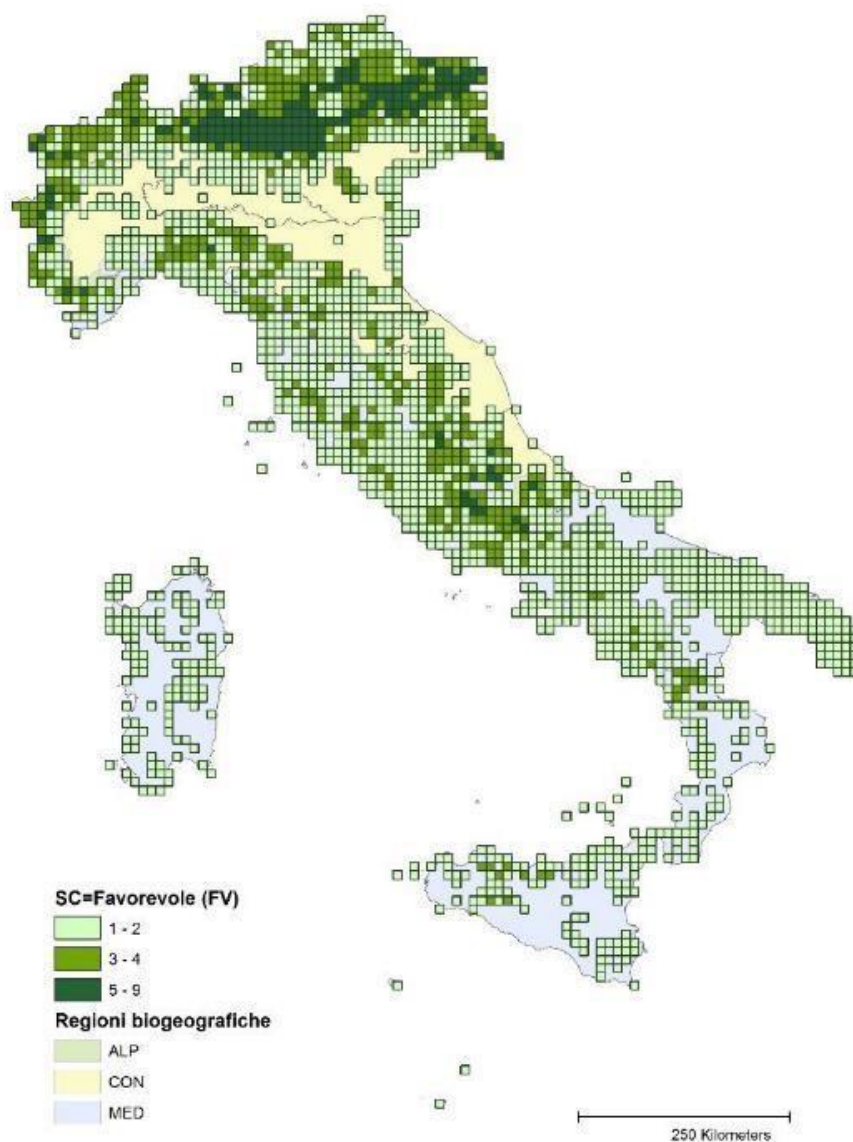 SC=Favorevole (FV)
1 - 2
3 - 4
5 - 9
Regioni biogeografiche
ALP
CON
MED
250 Kilometers